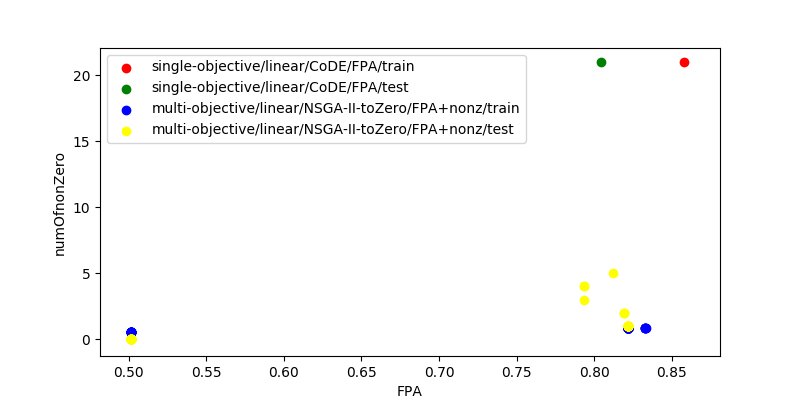 single-objective/linear/CoDE/FPA/train
single-objective/linear/CoDE/FPA/test
multi-objective/linear/NSGA-II-toZero/FPA+nonz/train
multi-objective/linear/NSGA-II-toZero/FPA+nonz/test
numOfnonZero
20
15
10
5
0
0.50 0.55 0.60 0.65 0.70 0.75 0.80 0.85
FPA